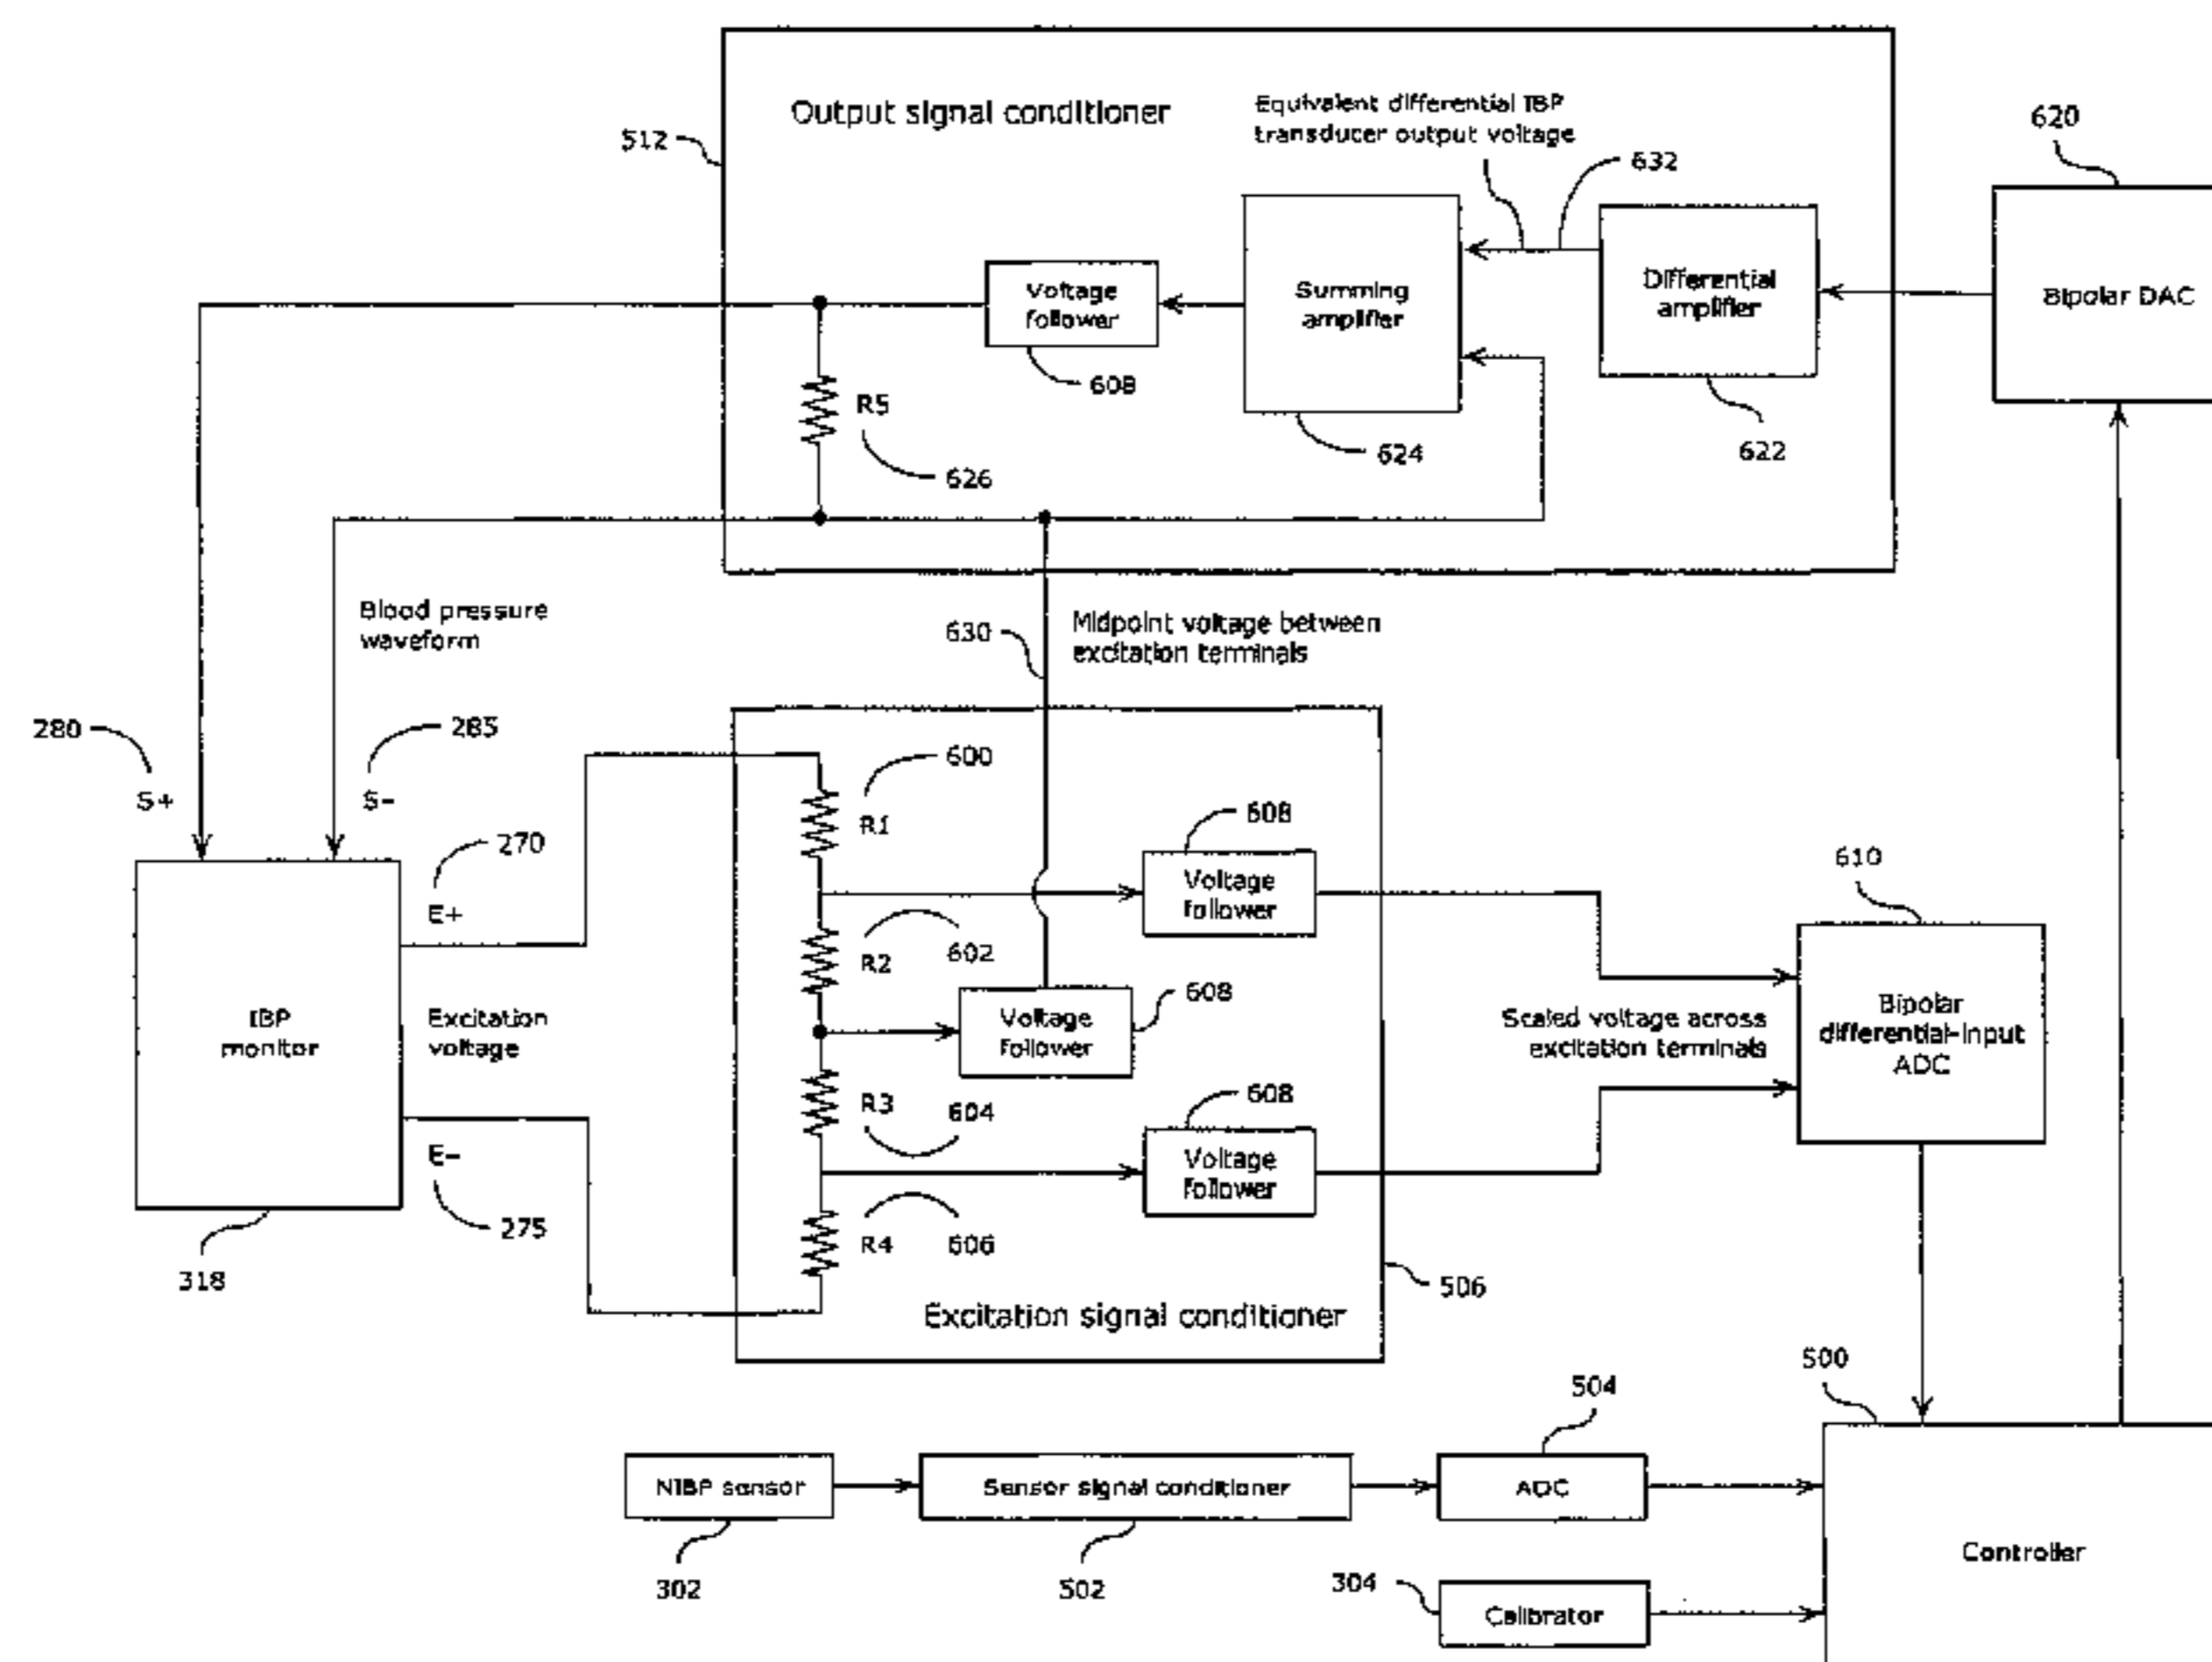 Output signal conditioner
Equivalent differential IBP
transducer output voltage
512
632
620
Voltage
follower
608
Summing
amplifier
624
Differential
amplifier
622
Bipolar DAC
R5
626
Blood pressure
waveform
630
Midpoint voltage between
excitation terminals
280
S+
285
S-
270
E+
IBP
monitor
Excitation
voltage
E-
275
318
600
R1
R2
602
608
Voltage
follower
Voltage
follower
608
R3
604
608
Voltage
follower
R4
606
506
Excitation signal conditioner
610
Scaled voltage across
excitation terminals
Bipolar
differential-input
ADC
500
504
NIBP sensor
Sensor signal conditioner
ADC
302
502
304
Calibrator
Controller